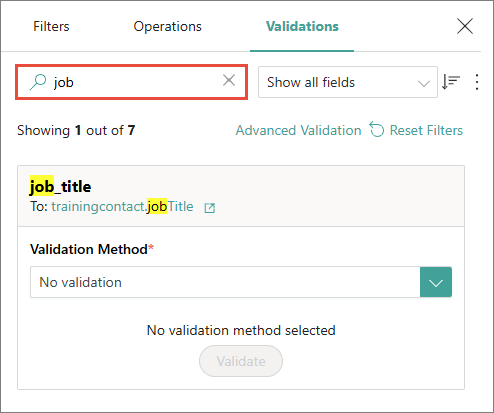 Filters Operations Validations
job Show all fields
Showing 1 out of 7 Advanced Validation Reset Filters
job_title
To: trainingcontact.jobTitle
Validation Method*
No validation
No validation method selected
Validate